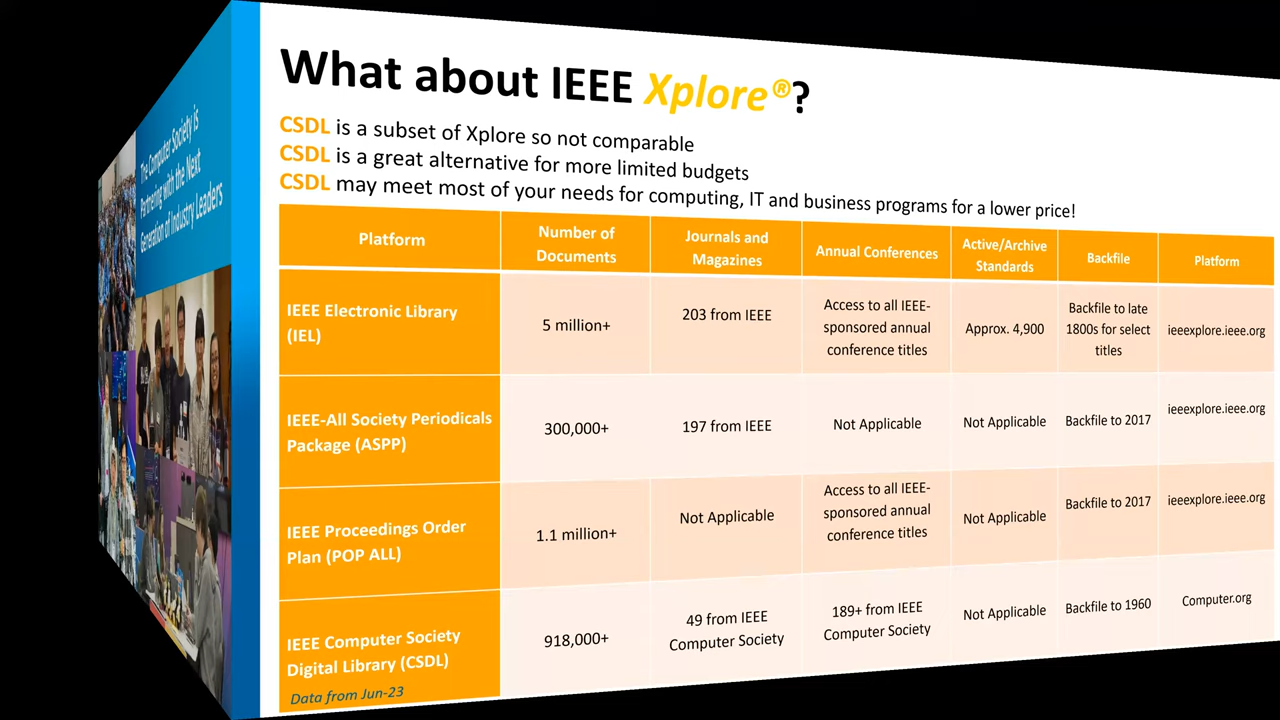 The Computer Society is
Partnering with the Next
Generation of Industry Leaders
What about IEEE Xplore®?
CSDL is a subset of Xplore so not comparable
CSDL is a great alternative for more limited budgets
CSDL may meet most of your needs for computing, IT and business programs for a lower price!
Platform
Number of
Documents
Journals and
Magazines
Annual Conferences
Active/Archive
Standards
Backfile
Platform
IEEE Electronic Library
(IEL)
5 million+
203 from IEEE
Access to all IEEE-
sponsored annual
conference titles
Approx. 4,900
Backfile to late
1800s for select
titles
ieeexplore.ieee.org
IEEE-All Society Periodicals
Package (ASPP)
300,000+
197 from IEEE
Not Applicable
Not Applicable
Backfile to 2017
ieeexplore.ieee.org
IEEE Proceedings Order
Plan (POP ALL)
1.1 million+
Not Applicable
Access to all IEEE-
sponsored annual
conference titles
Not Applicable
Backfile to 2017
ieeexplore.ieee.org
IEEE Computer Society
Digital Library (CSDL)
918,000+
49 from IEEE
Computer Society
189+ from IEEE
Computer Society
Not Applicable
Backfile to 1960
Computer.org
Data from Jun-23